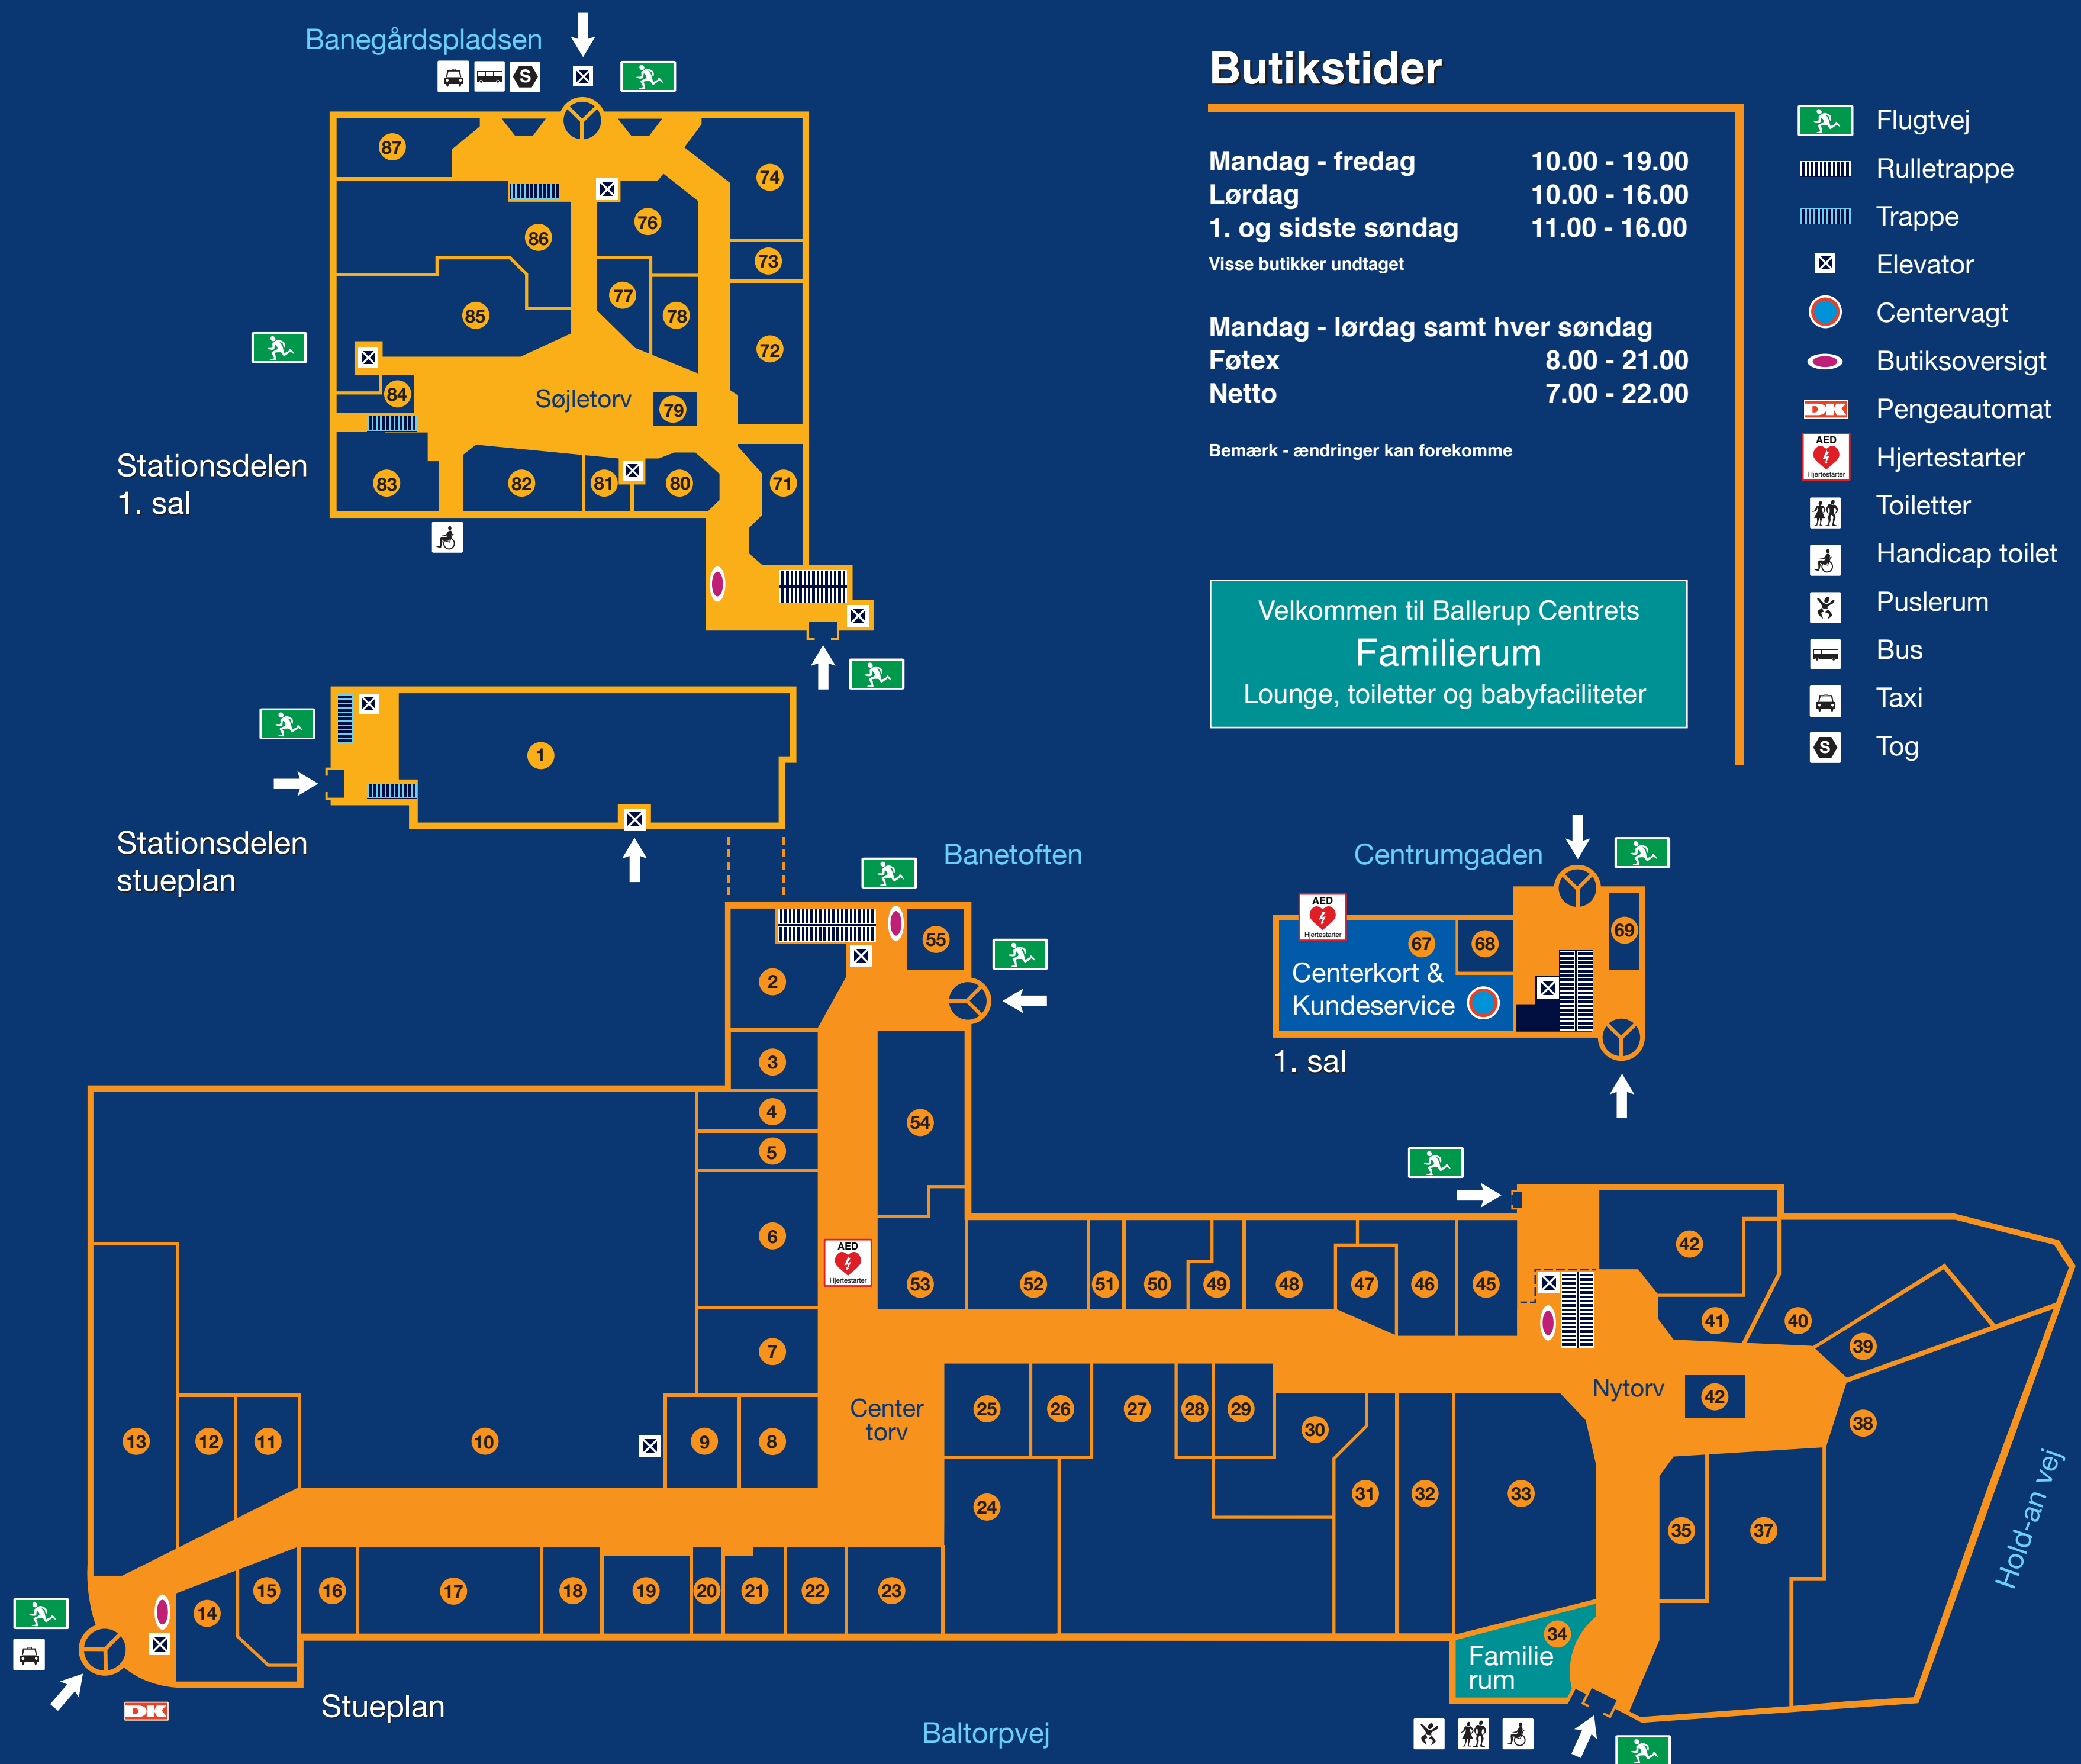 Banegårdspladsen
S
87
74
76
86
73
77
85
78
72
84
Søjletorv
79
83
82
81
80
71
Stationsdelen
1. sal
Butikstider
Mandag - fredag 10.00 - 19.00
Lørdag 10.00 - 16.00
1. og sidste søndag 11.00 - 16.00
Visse butikker undtaget
Mandag - lørdag samt hver søndag
Føtex 8.00 - 21.00
Netto 7.00 - 22.00
Bemærk - ændringer kan forekomme
Velkommen til Ballerup Centrets
Familierum
Lounge, toiletter og babyfaciliteter
Flugtvej
Rulletrappe
Trappe
Elevator
Centervagt
Butiksoversigt
DK Pengeautomat
AED
Hjertestarter
Hjertestarter
Toiletter
Handicap toilet
Puslerum
Bus
Taxi
S Tog
1
Stationsdelen
stueplan
Banetoften
Centrumgaden
AED
Hjertestarter
67
68
69
Centerkort &
Kundeservice
1. sal
55
2
3
4
5
54
6
AED
Hjertestarter
53
52
51
50
49
48
47
46
45
42
41
40
39
7
Center
torv
25
26
27
28
29
30
Nytorv
42
38
13
12
11
10
9
8
24
31
32
33
35
37
Hold-an vej
14
15
16
17
18
19
20
21
22
23
34
Familie
rum
DK
Stueplan
Baltorpvej